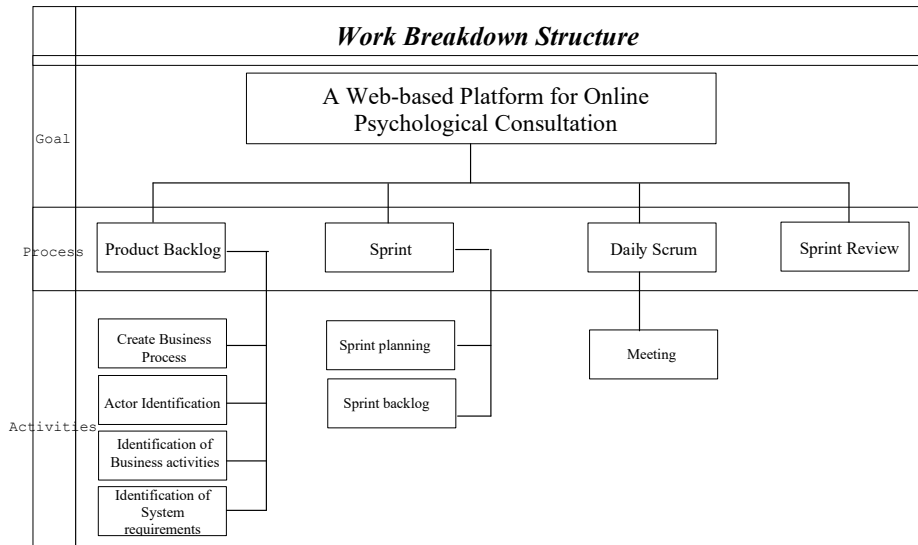 Work Breakdown Structure
Goal
A Web-based Platform for Online
Psychological Consultation
Process
Product Backlog
Sprint
Daily Scrum
Sprint Review
Activities
Create Business
Process
Actor Identification
Identification of
Business activities
Identification of
System
requirements
Sprint planning
Sprint backlog
Meeting